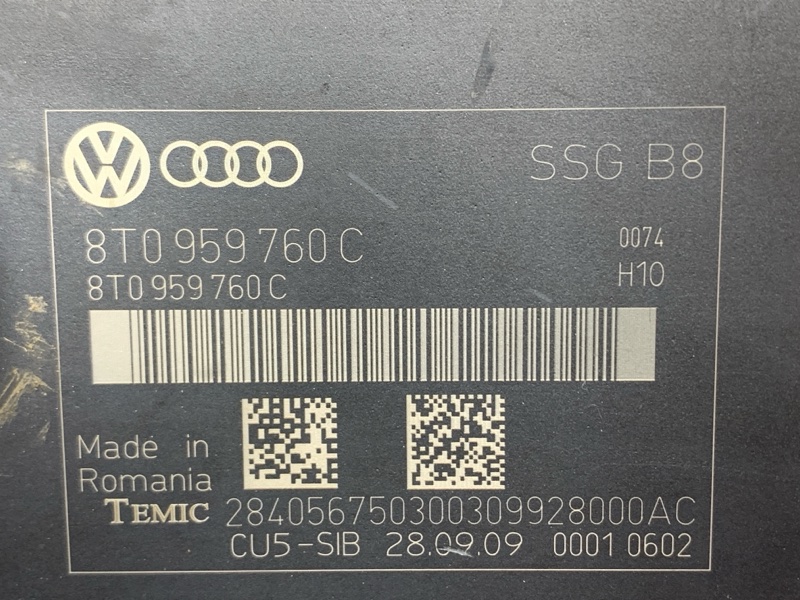 VW SSG B8
8T0 959 760 C 0074
8T0 959 760 C H10
Made in
Romania
TEMIC 284056750300309928000AC
CU5-SIB 28.09.09 0001 0602